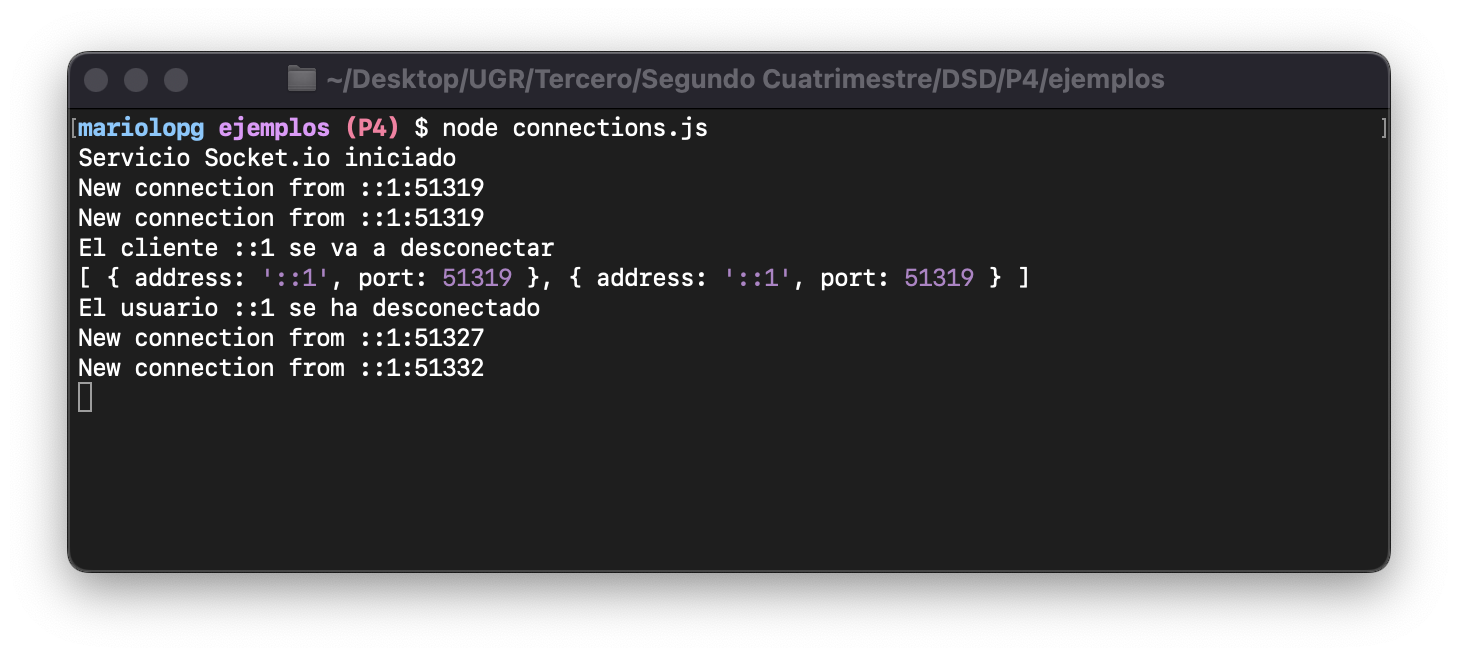 ~/Desktop/UGR/Tercero/Segundo Cuatrimestre/DSD/P4/ejemplos
[mariolopg ejemplos (P4) $ node connections.js ]
Servicio Socket.io iniciado
New connection from ::1:51319
New connection from ::1:51319
El cliente ::1 se va a desconectar
[ { address: '::1', port: 51319 }, { address: '::1', port: 51319 } ]
El usuario ::1 se ha desconectado
New connection from ::1:51327
New connection from ::1:51332